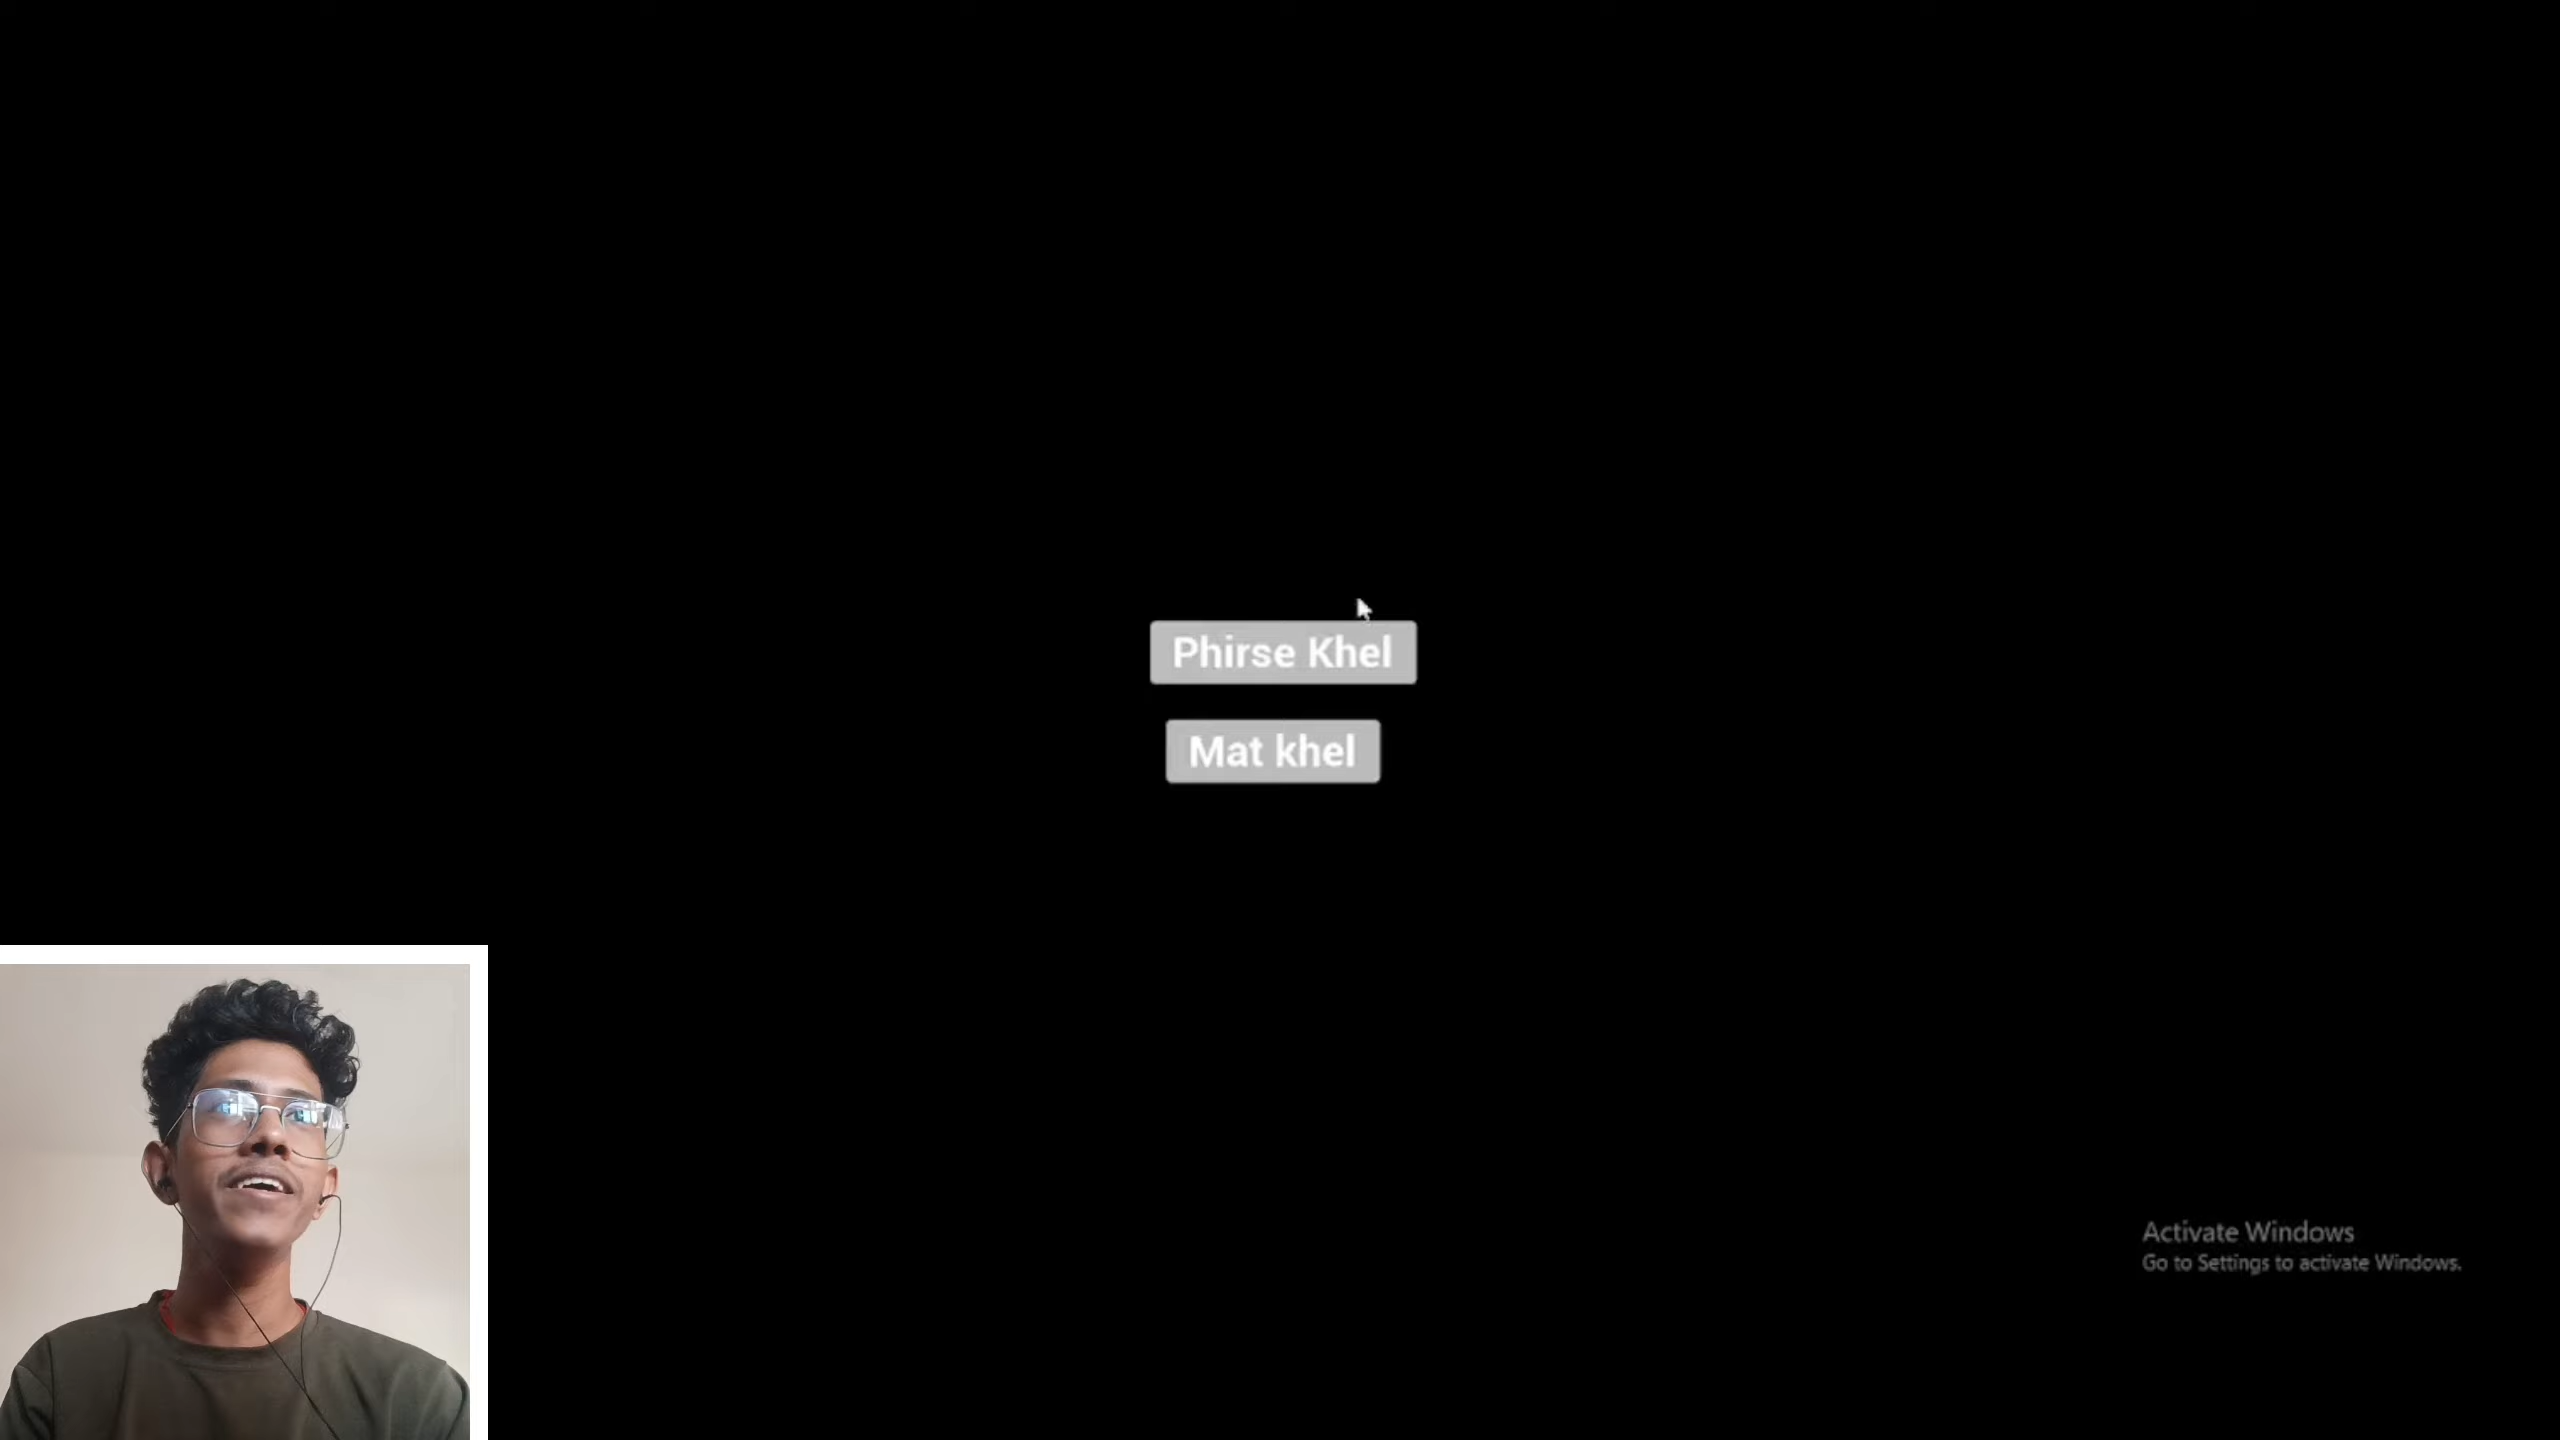 Phirse Khel
Mat khel
Activate Windows
Go to Settings to activate Windows.